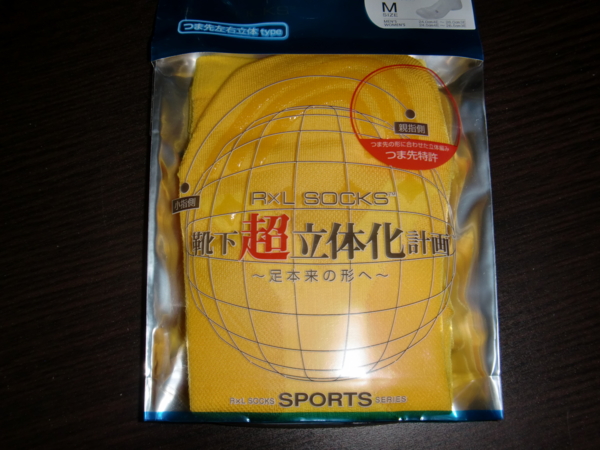 つま先左右立体type
M
SIZE
親指側
つま先の形に合わせた立体編み
つま先特許
小指側
R×L SOCKS™
靴下超立体化計画
〜足本来の形へ〜
R×L SOCKS SPORTS SERIES